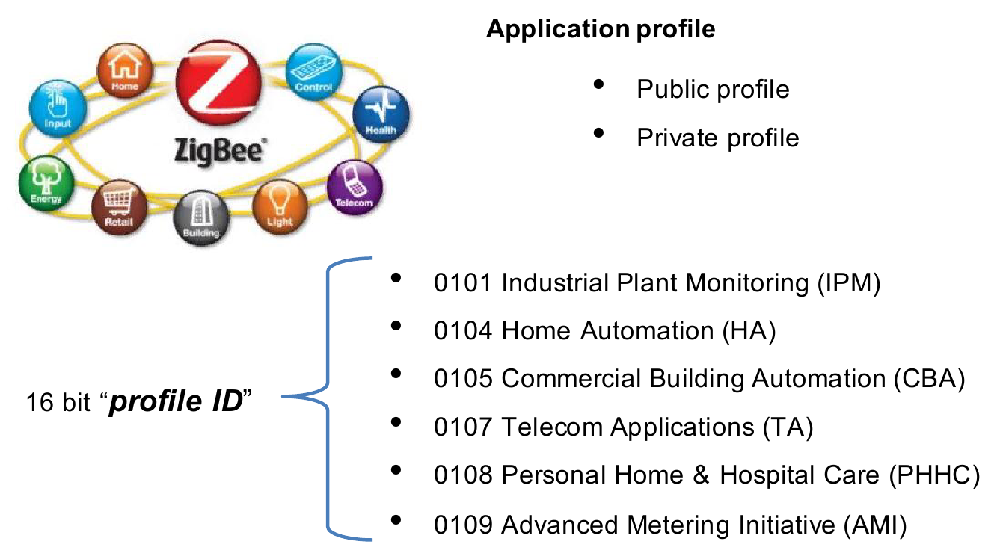 Application profile
• Public profile
• Private profile
Home
Control
Input
Health
ZigBee®
Energy
Telecom
Retail
Light
Building
• 0101 Industrial Plant Monitoring (IPM)
• 0104 Home Automation (HA)
• 0105 Commercial Building Automation (CBA)
16 bit “profile ID”
• 0107 Telecom Applications (TA)
• 0108 Personal Home & Hospital Care (PHHC)
• 0109 Advanced Metering Initiative (AMI)